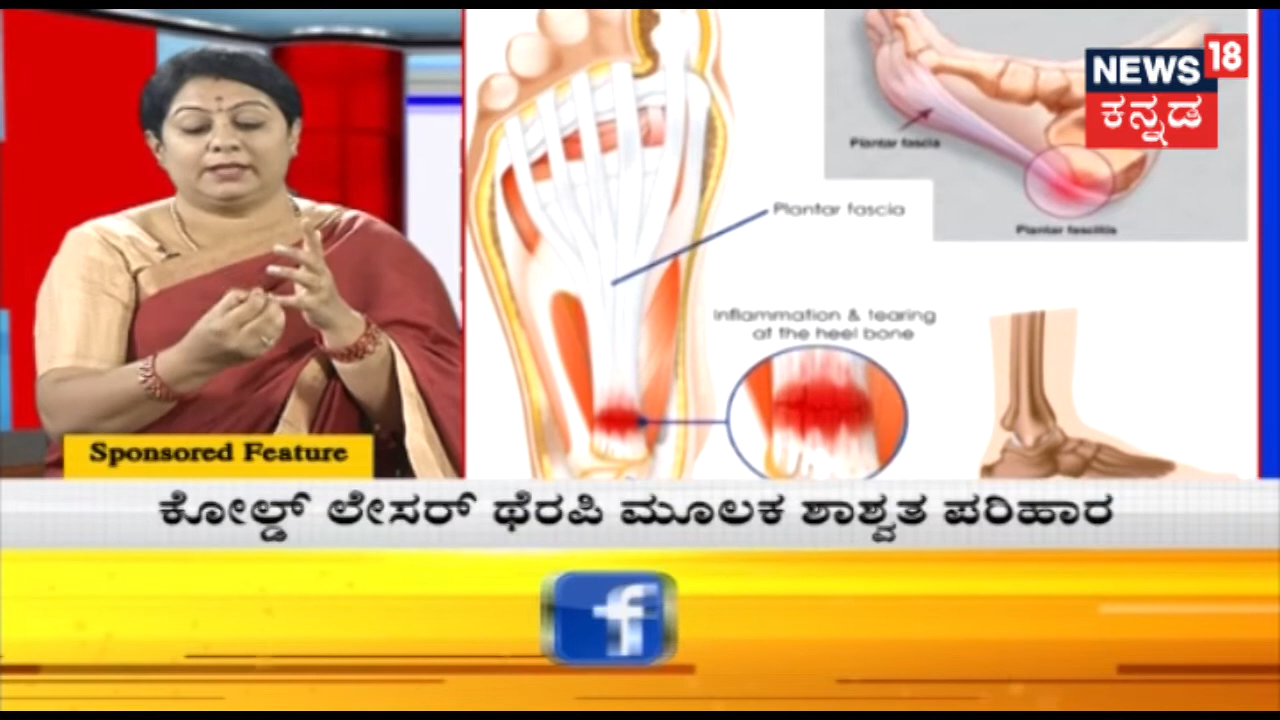 NEWS 18
ಕನ್ನಡ
Plantar fascia
Plantar fasciitis
Plantar fascia
Inflammation & tearing
at the heel bone
Sponsored Feature
ಕೋಲ್ಡ್ ಲೇಸರ್ ಥೆರಪಿ ಮೂಲಕ ಶಾಶ್ವತ ಪರಿಹಾರ
f